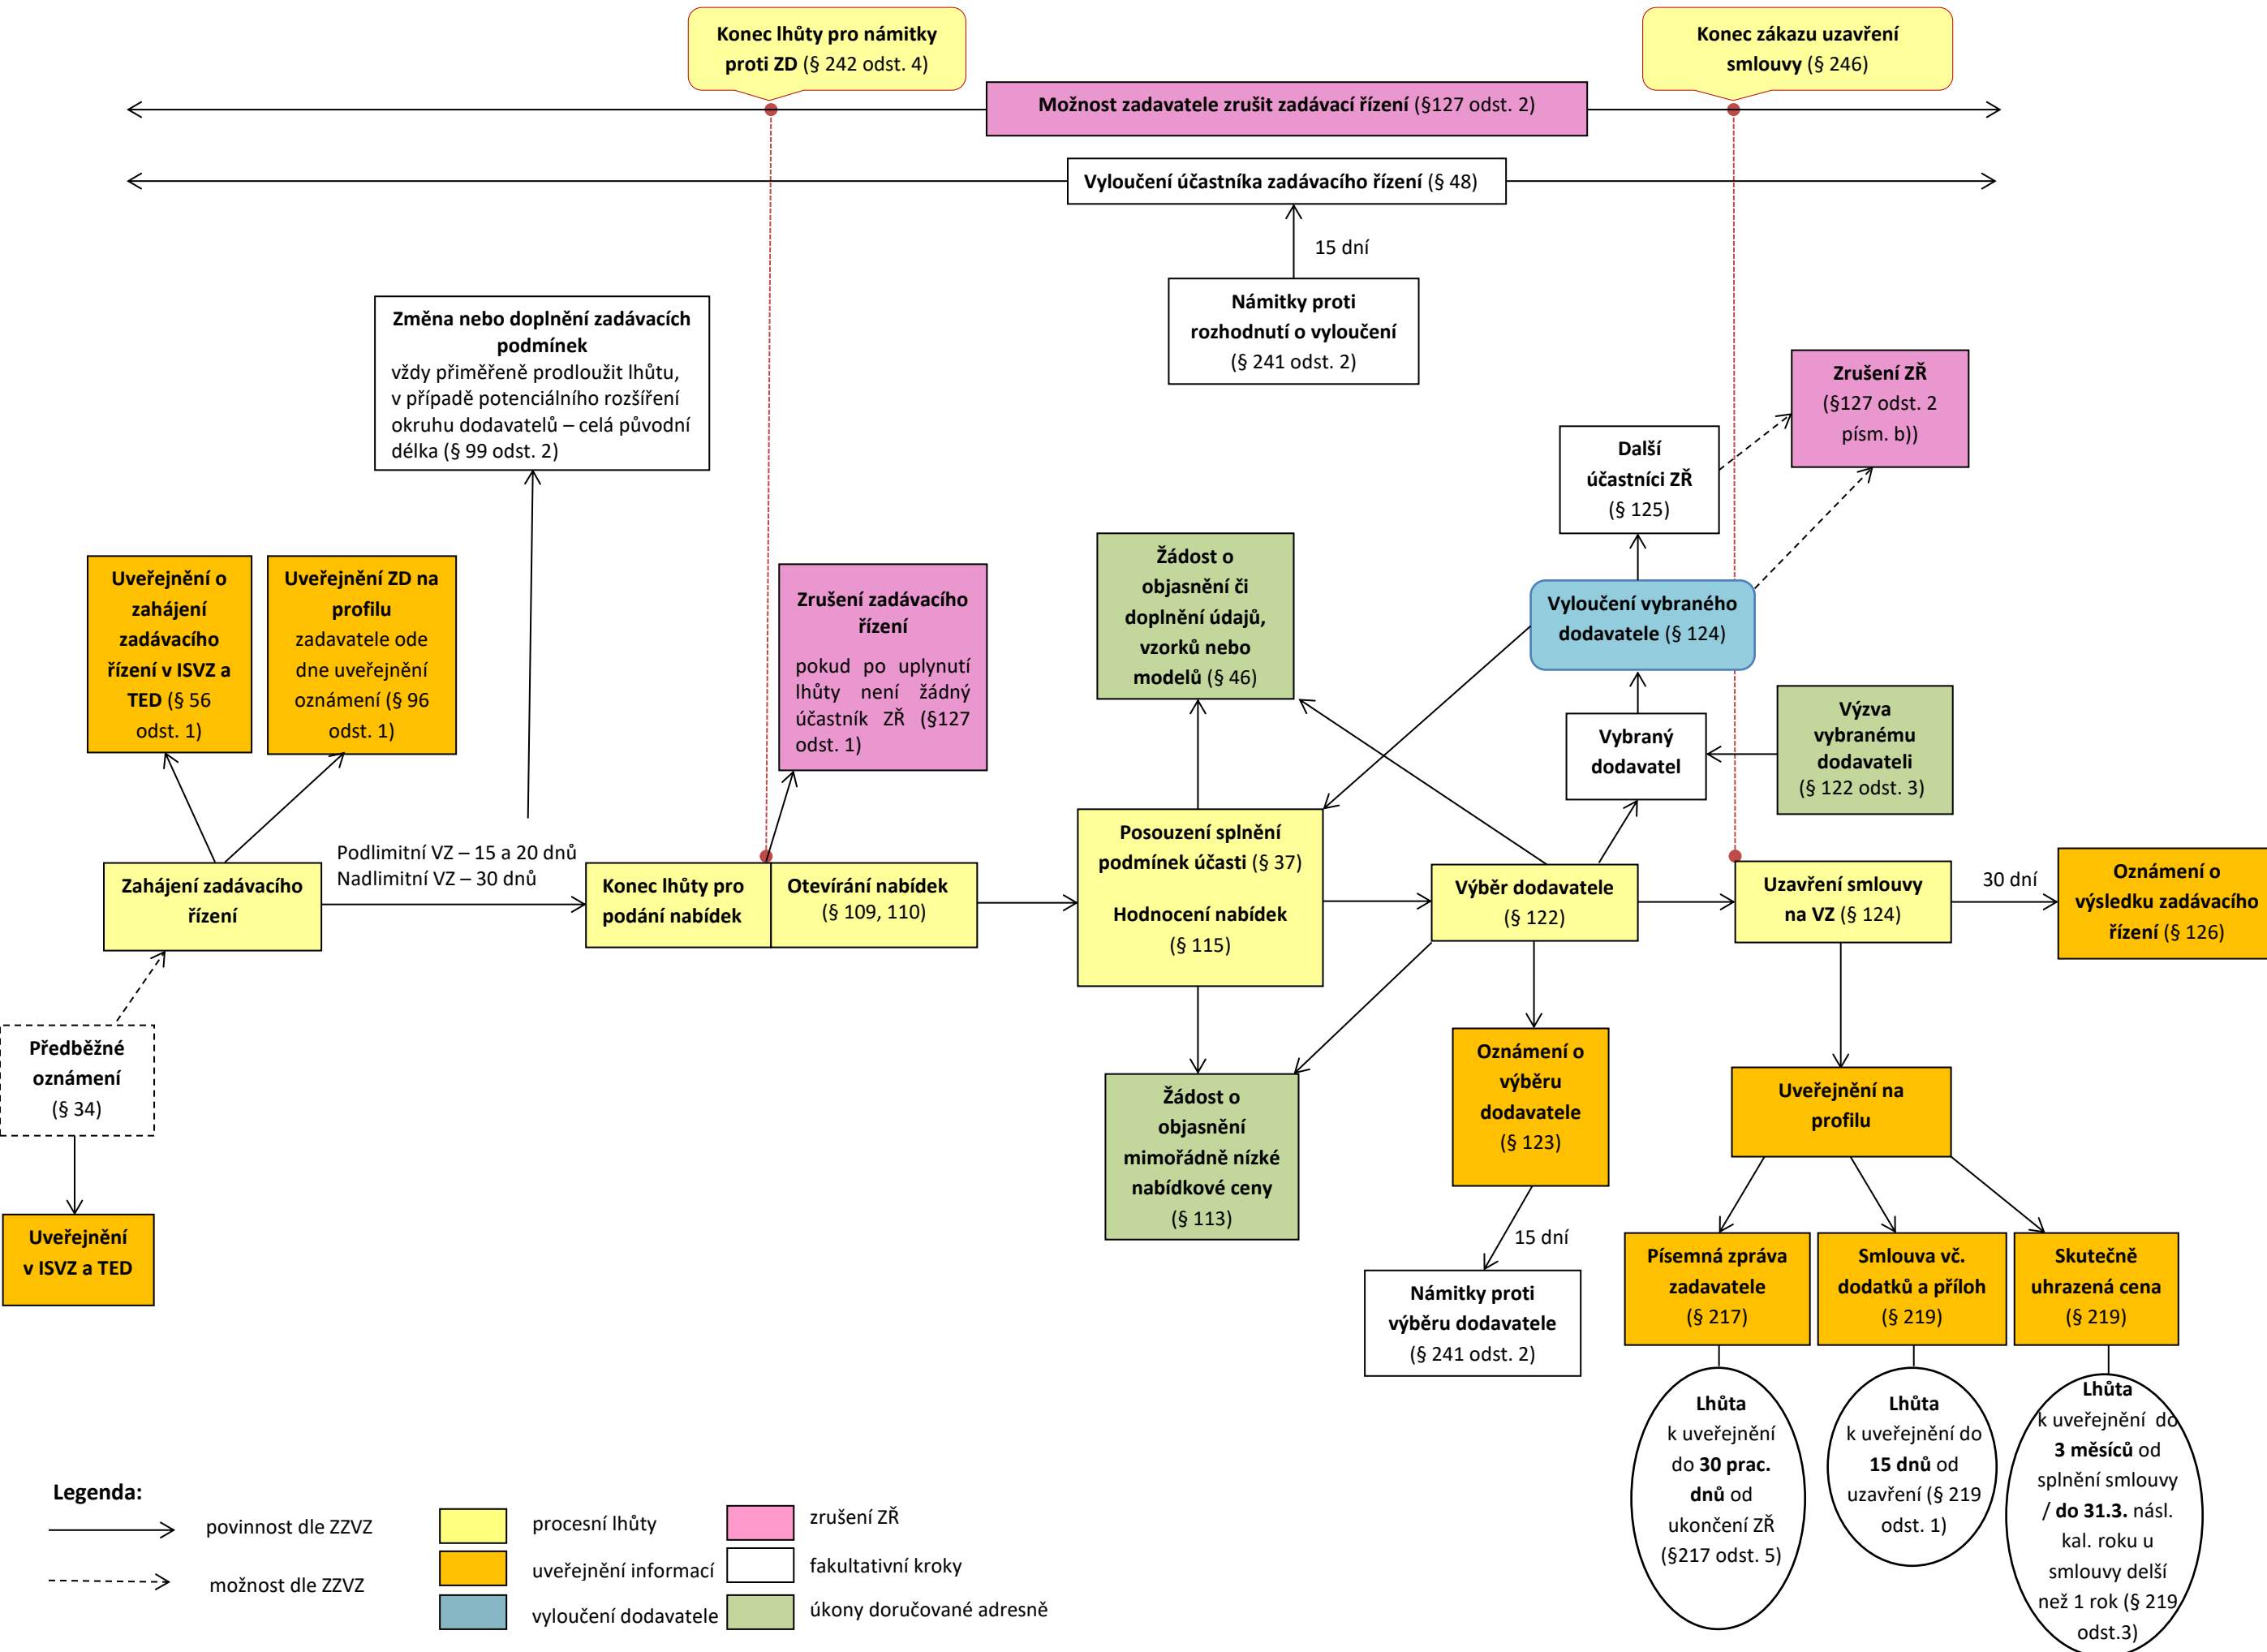 Konec lhůty pro námitky
proti ZD (§ 242 odst. 4)
Konec zákazu uzavření
smlouvy (§ 246)
Možnost zadavatele zrušit zadávací řízení (§127 odst. 2)
Vyloučení účastníka zadávacího řízení (§ 48)
15 dní
Námitky proti
rozhodnutí o vyloučení
(§ 241 odst. 2)
Změna nebo doplnění zadávacích
podmínek
vždy přiměřeně prodloužit lhůtu,
v případě potenciálního rozšíření
okruhu dodavatelů – celá původní
délka (§ 99 odst. 2)
Zrušení ZŘ
(§127 odst. 2
písm. b))
Další
účastníci ZŘ
(§ 125)
Uveřejnění o
zahájení
zadávacího
řízení v ISVZ a
TED (§ 56
odst. 1)
Uveřejnění ZD na
profilu
zadavatele ode
dne uveřejnění
oznámení (§ 96
odst. 1)
Zrušení zadávacího
řízení
pokud po uplynutí
lhůty není žádný
účastník ZŘ (§127
odst. 1)
Žádost o
objasnění či
doplnění údajů,
vzorků nebo
modelů (§ 46)
Vyloučení vybraného
dodavatele (§ 124)
Vybraný
dodavatel
Výzva
vybranému
dodavateli
(§ 122 odst. 3)
Zahájení zadávacího
řízení
Podlimitní VZ – 15 a 20 dnů
Nadlimitní VZ – 30 dnů
Konec lhůty pro
podání nabídek
Otevírání nabídek
(§ 109, 110)
Posouzení splnění
podmínek účasti (§ 37)
Hodnocení nabídek
(§ 115)
Výběr dodavatele
(§ 122)
Uzavření smlouvy
na VZ (§ 124)
30 dní
Oznámení o
výsledku zadávacího
řízení (§ 126)
Předběžné
oznámení
(§ 34)
Uveřejnění
v ISVZ a TED
Žádost o
objasnění
mimořádně nízké
nabídkové ceny
(§ 113)
Oznámení o
výběru
dodavatele
(§ 123)
15 dní
Námitky proti
výběru dodavatele
(§ 241 odst. 2)
Uveřejnění na
profilu
Písemná zpráva
zadavatele
(§ 217)
Smlouva vč.
dodatků a příloh
(§ 219)
Skutečně
uhrazená cena
(§ 219)
Lhůta
k uveřejnění
do 30 prac.
dnů od
ukončení ZŘ
(§217 odst. 5)
Lhůta
k uveřejnění do
15 dnů od
uzavření (§ 219
odst. 1)
Lhůta
k uveřejnění do
3 měsíců od
splnění smlouvy
/ do 31.3. násl.
kal. roku u
smlouvy delší
než 1 rok (§ 219
odst.3)
Legenda:
povinnost dle ZZVZ
možnost dle ZZVZ
procesní lhůty
uveřejnění informací
vyloučení dodavatele
zrušení ZŘ
fakultativní kroky
úkony doručované adresně